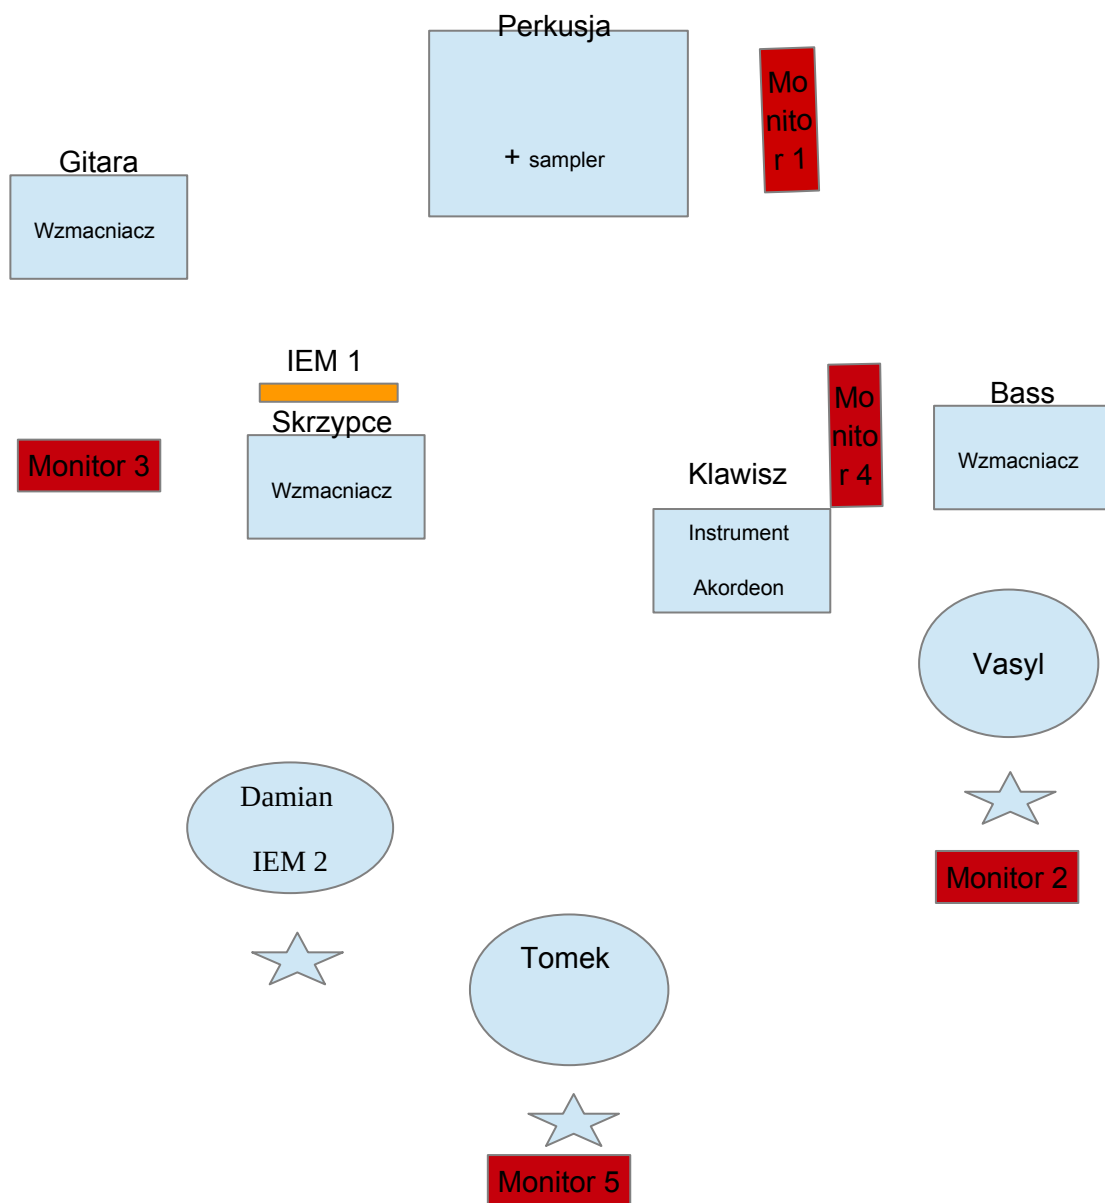 Perkusja
+ sampler
Mo
nito
r 1
Gitara
Wzmacniacz
IEM 1
Skrzypce
Wzmacniacz
Monitor 3
Mo
nito
r 4
Bass
Wzmacniacz
Klawisz
Instrument
Akordeon
Vasyl
Damian
IEM 2
Monitor 2
Tomek
Monitor 5